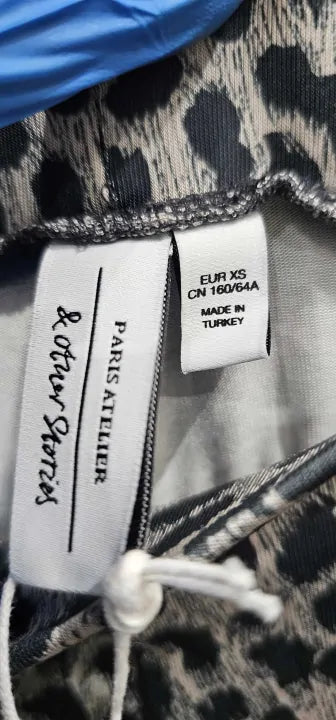 & other Stories
PARIS ATELIER
EUR XS
CN 160/64A
MADE IN
TURKEY